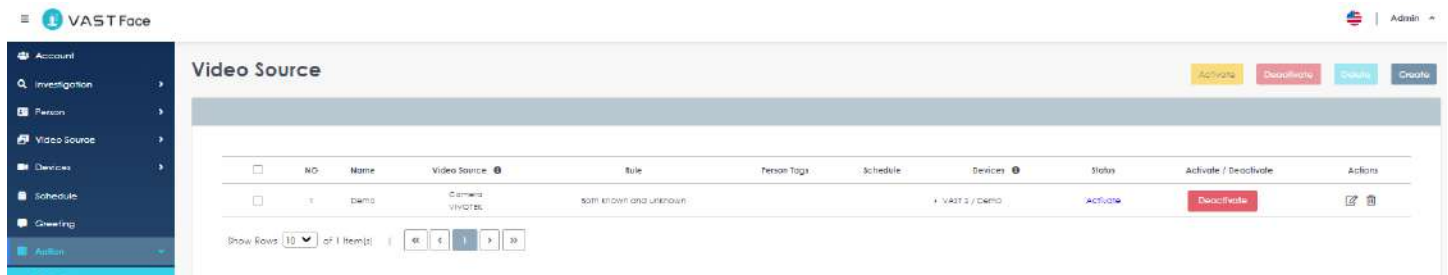 VAST Face
Admin
Account
Investigation
Person
Video Source
Devices
Schedule
Greeting
Action
Video Source
Activate Deactivate Delete Create
NO Name Video Source Rule Person Tags Schedule Devices Status Activate / Deactivate Actions
1 Demo Camera Both known and unknown VAST 2 / Demo Activate Deactivate
VIVOTEK
Show Rows 10 of 1 Item(s) | « < 1 > »